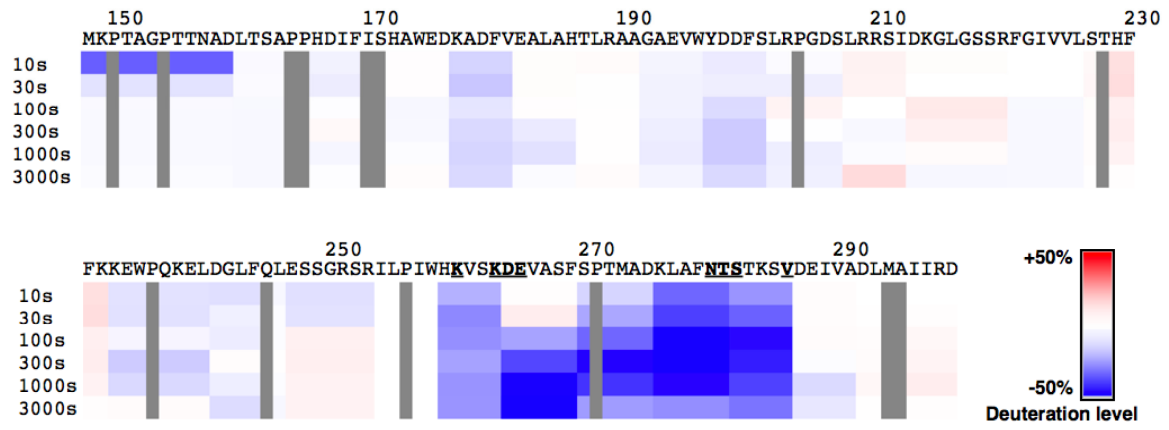 150 170 190 210 230
MKPTAGPTTNADLTSAPPHDIFISHAWEDKADFVEALAHTLRAAGAEVWYDDFSLRPGDSLRRSIDKGLGSSRFGIVVLSTHF
10s
30s
100s
300s
1000s
3000s
250 270 290
FKKEWPQKELDGLFQLESSGRSRILPIWHKVSKDEVASFSPTMADKLAFNTSTKSVDEIVADLMAIIRD
10s
30s
100s
300s
1000s
3000s
+50%
-50%
Deuteration level